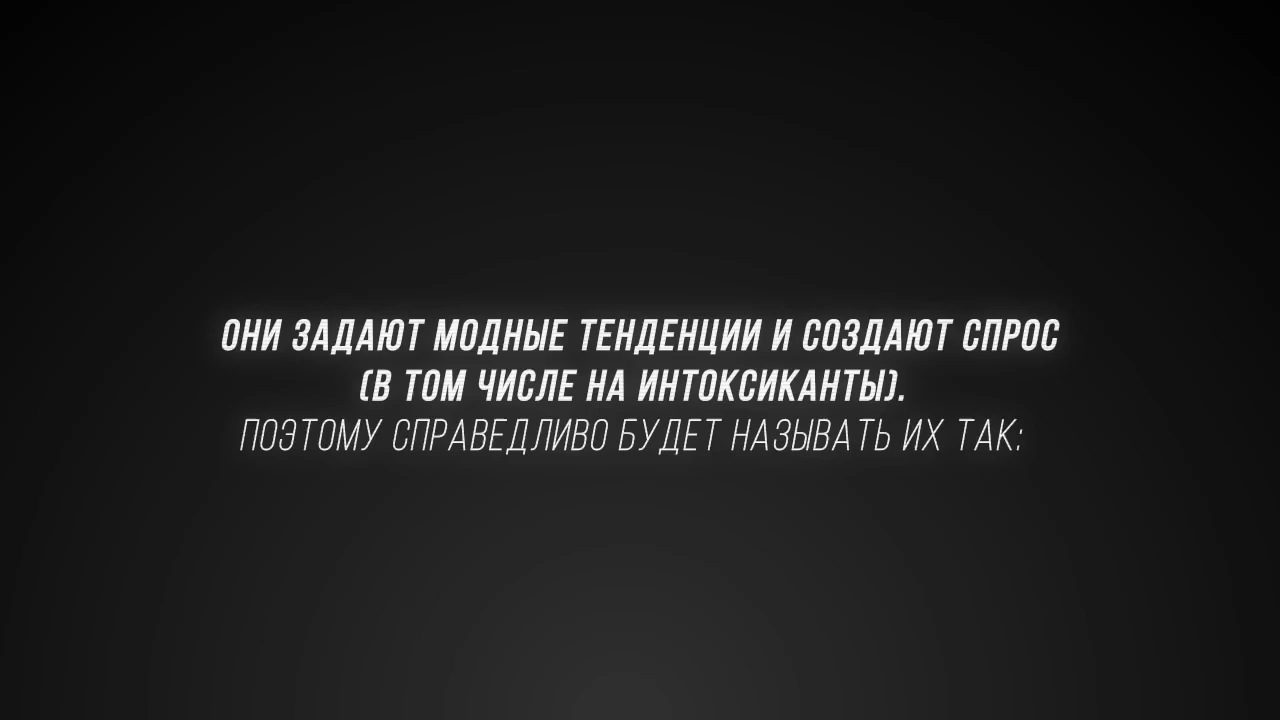 ОНИ ЗАДАЮТ МОДНЫЕ ТЕНДЕНЦИИ И СОЗДАЮТ СПРОС
(В ТОМ ЧИСЛЕ НА ИНТОКСИКАНТЫ).
ПОЭТОМУ СПРАВЕДЛИВО БУДЕТ НАЗЫВАТЬ ИХ ТАК: